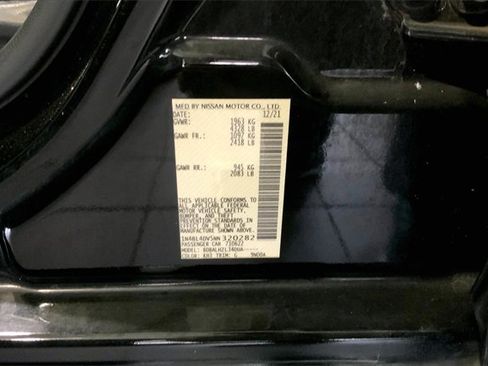 MFD BY NISSAN MOTOR CO., LTD.
DATE: 12/21
GVWR: 1963 KG
4328 LB
GAWR FR: 1097 KG
2418 LB
GAWR RR: 945 KG
2083 LB
THIS VEHICLE CONFORMS TO
ALL APPLICABLE FEDERAL
MOTOR VEHICLE SAFETY,
BUMPER, AND THEFT
PREVENTION STANDARDS IN
EFFECT ON THE DATE OF
MANUFACTURE SHOWN ABOVE.
1N4BL4DV5NN320282
PASSENGER CAR
MODEL:
COLOR: KH3 TRIM: G